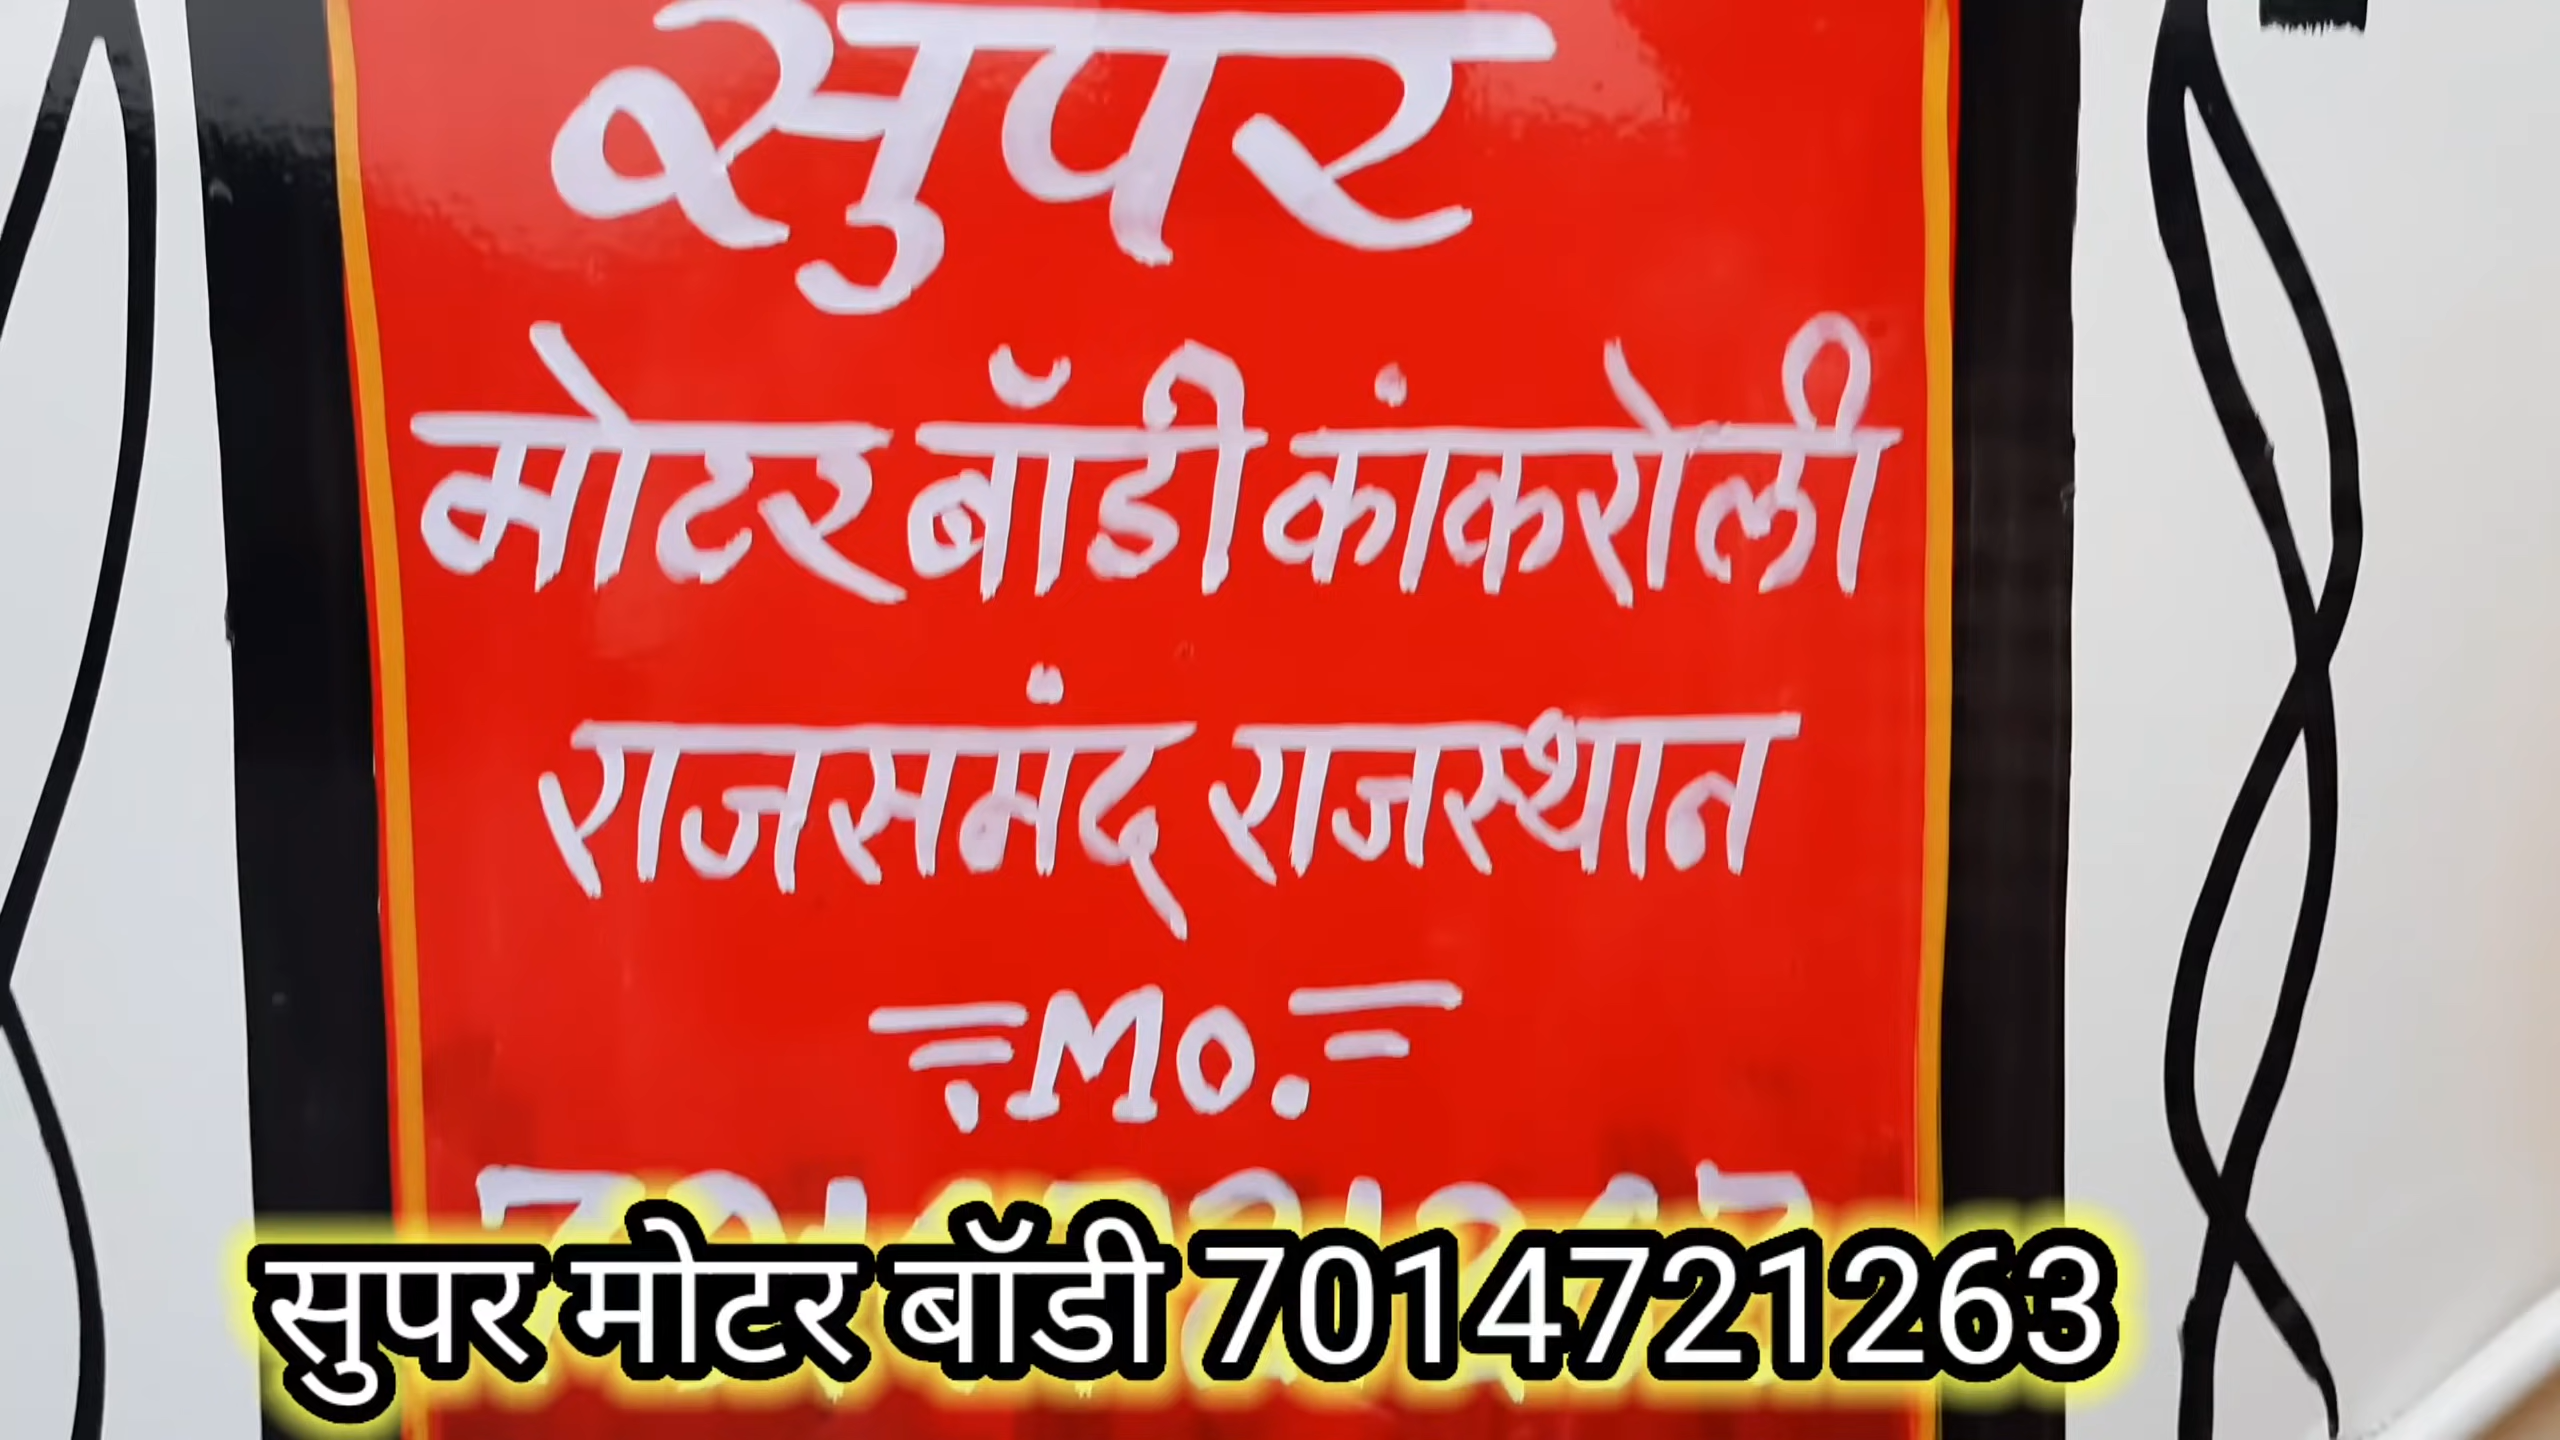 सुपर
मोटर बॉडी कांकरोली
राजसमंद राजस्थान
Mo.
सुपर मोटर बॉडी 7014721263